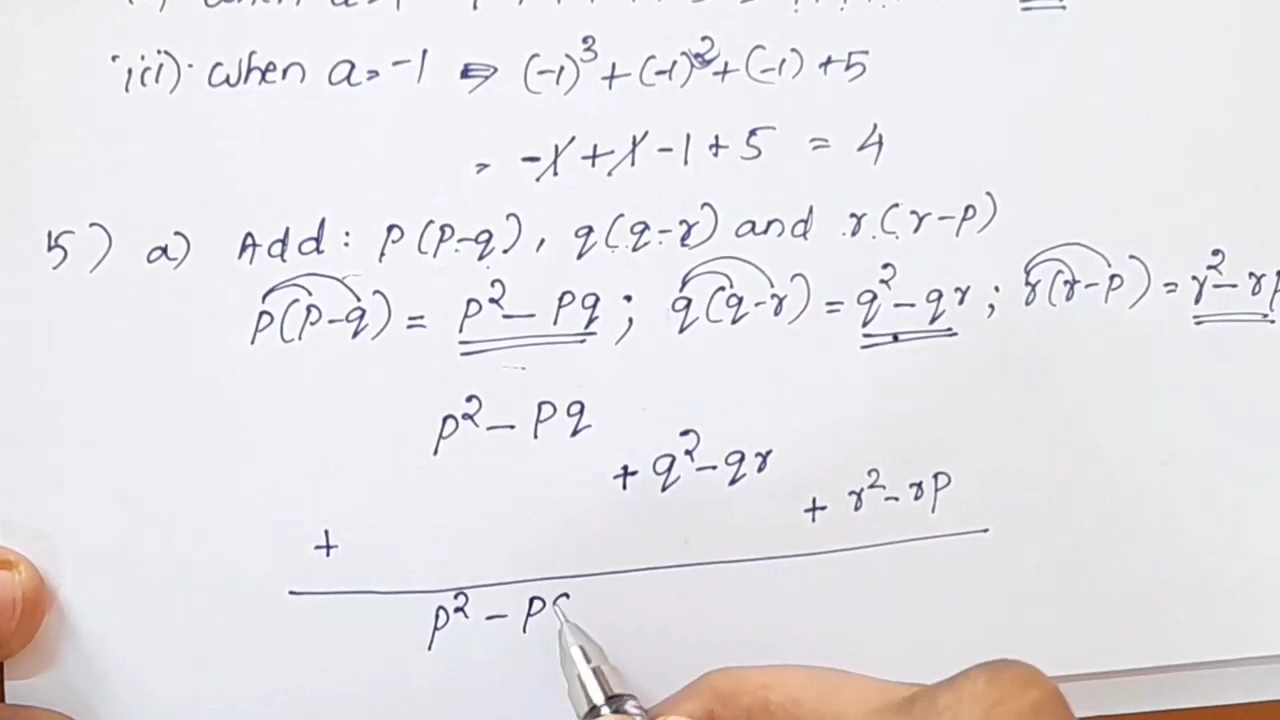 iii) when a = -1 ⇒ (-1)³ + (-1)² + (-1) + 5
= -1 + 1 - 1 + 5 = 4
5) a) Add : p(p-q), q(q-r) and r(r-p)
p(p-q) = p² - pq ; q(q-r) = q² - qr ; r(r-p) = r² - rp
p² - pq
+ q² - qr
+ r² - rp
+
p² - p